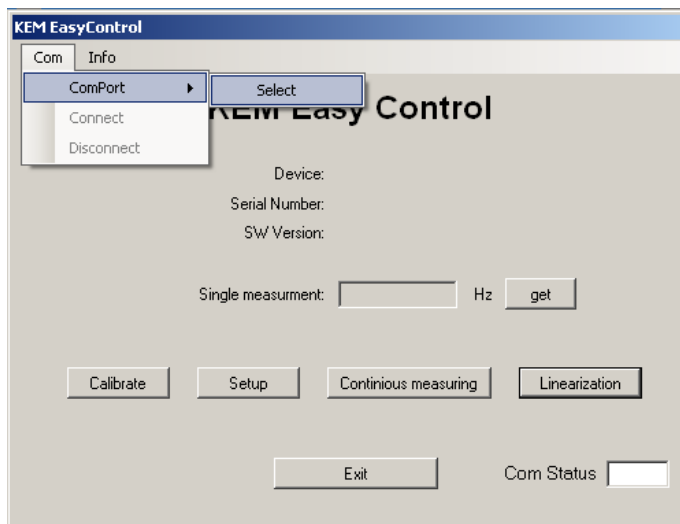 KEM EasyControl
Com Info
ComPort Select
KEM Easy Control
Connect
Disconnect
Device:
Serial Number:
SW Version:
Single measurment: Hz get
Calibrate Setup Continious measuring Linearization
Exit Com Status